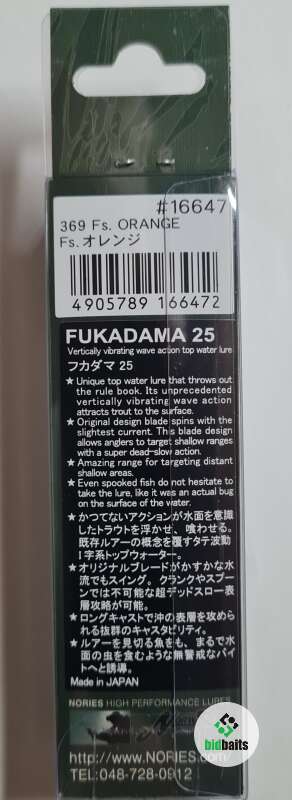 #16647
369 Fs. ORANGE
Fs.オレンジ
4905789 166472
FUKADAMA 25
Vertically vibrating wave action top water lure
フカダマ 25
★ Unique top water lure that throws out
the rule book. Its unprecedented
vertically vibrating wave action
attracts trout to the surface.
★ Original design blade spins with the
slightest current. This blade design
allows anglers to target shallow ranges
with a super dead-slow action.
★ Amazing range for targeting distant
shallow areas.
★ Even spooked fish do not hesitate to
take the lure, like it was an actual bug
on the surface of the water.
★ かつてないアクションが水面を意識
したトラウトを浮かせ、喰わせる。
既存ルアーの概念を覆すタテ波動
I字系トップウォーター。
★ オリジナルブレードがかすかな水
流でもスイング。クランクやスプー
ンでは不可能な超デッドスロー表
層攻略が可能。
★ ロングキャストで沖の表層を攻めら
れる抜群のキャスタビリティ。
★ ルアーを見切る魚をも、まるで水
面の虫を食むような無警戒なバイ
トへと誘導。
Made in JAPAN
NORIES HIGH PERFORMANCE LURES
bidbaits
http://www.NORIES.com/
TEL:048-728-0912